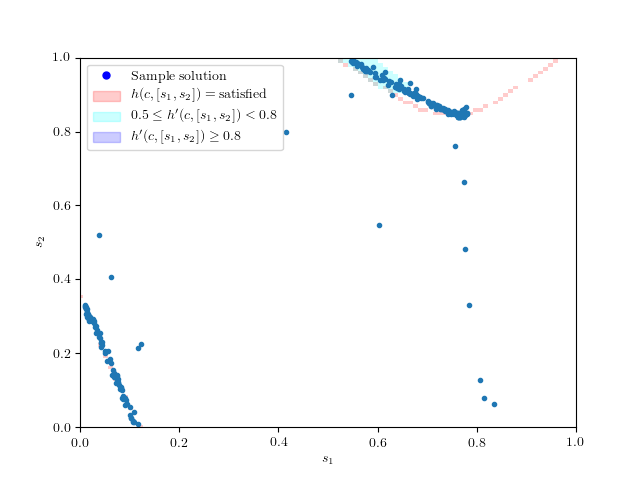 1.0
0.8
0.6
0.4
0.2
0.0
s₂
Sample solution
h(c, [s₁, s₂]) = satisfied
0.5 ≤ h′(c, [s₁, s₂]) < 0.8
h′(c, [s₁, s₂]) ≥ 0.8
0.0 0.2 0.4 0.6 0.8 1.0
s₁